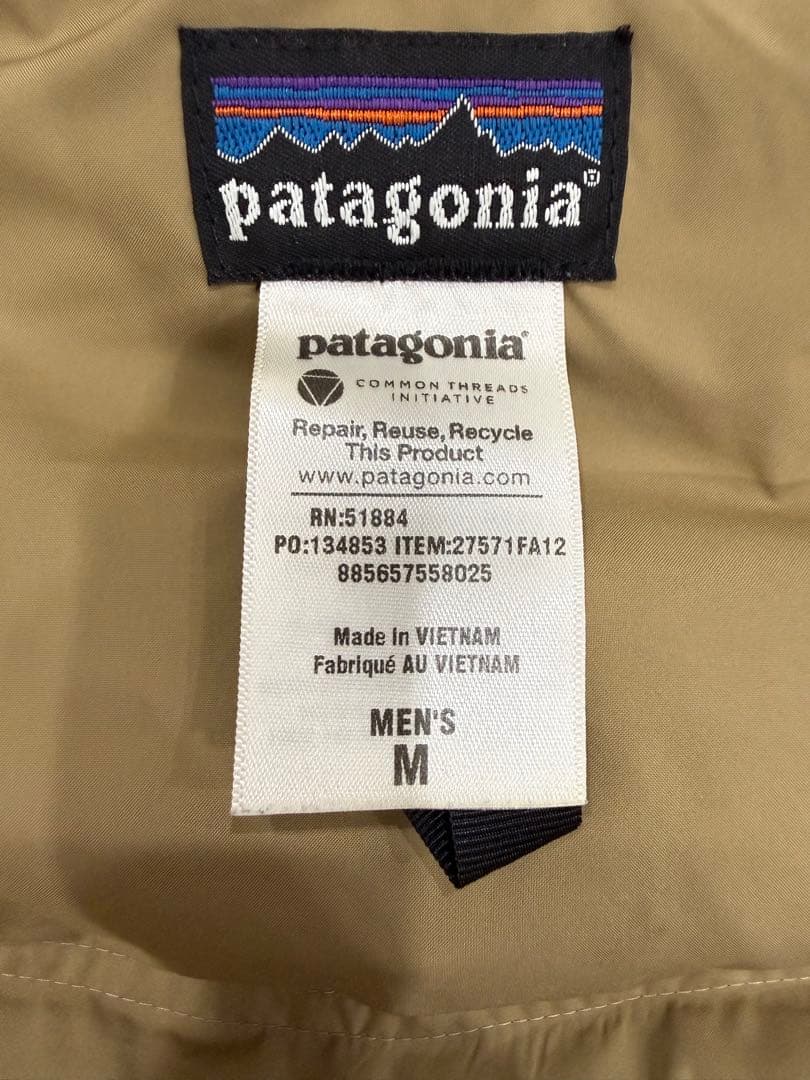 patagonia®
patagonia®
COMMON THREADS
INITIATIVE
Repair, Reuse, Recycle
This Product
www.patagonia.com
RN:51884
PO:134853 ITEM:27571FA12
885657558025
Made in VIETNAM
Fabriqué AU VIETNAM
MEN'S
M